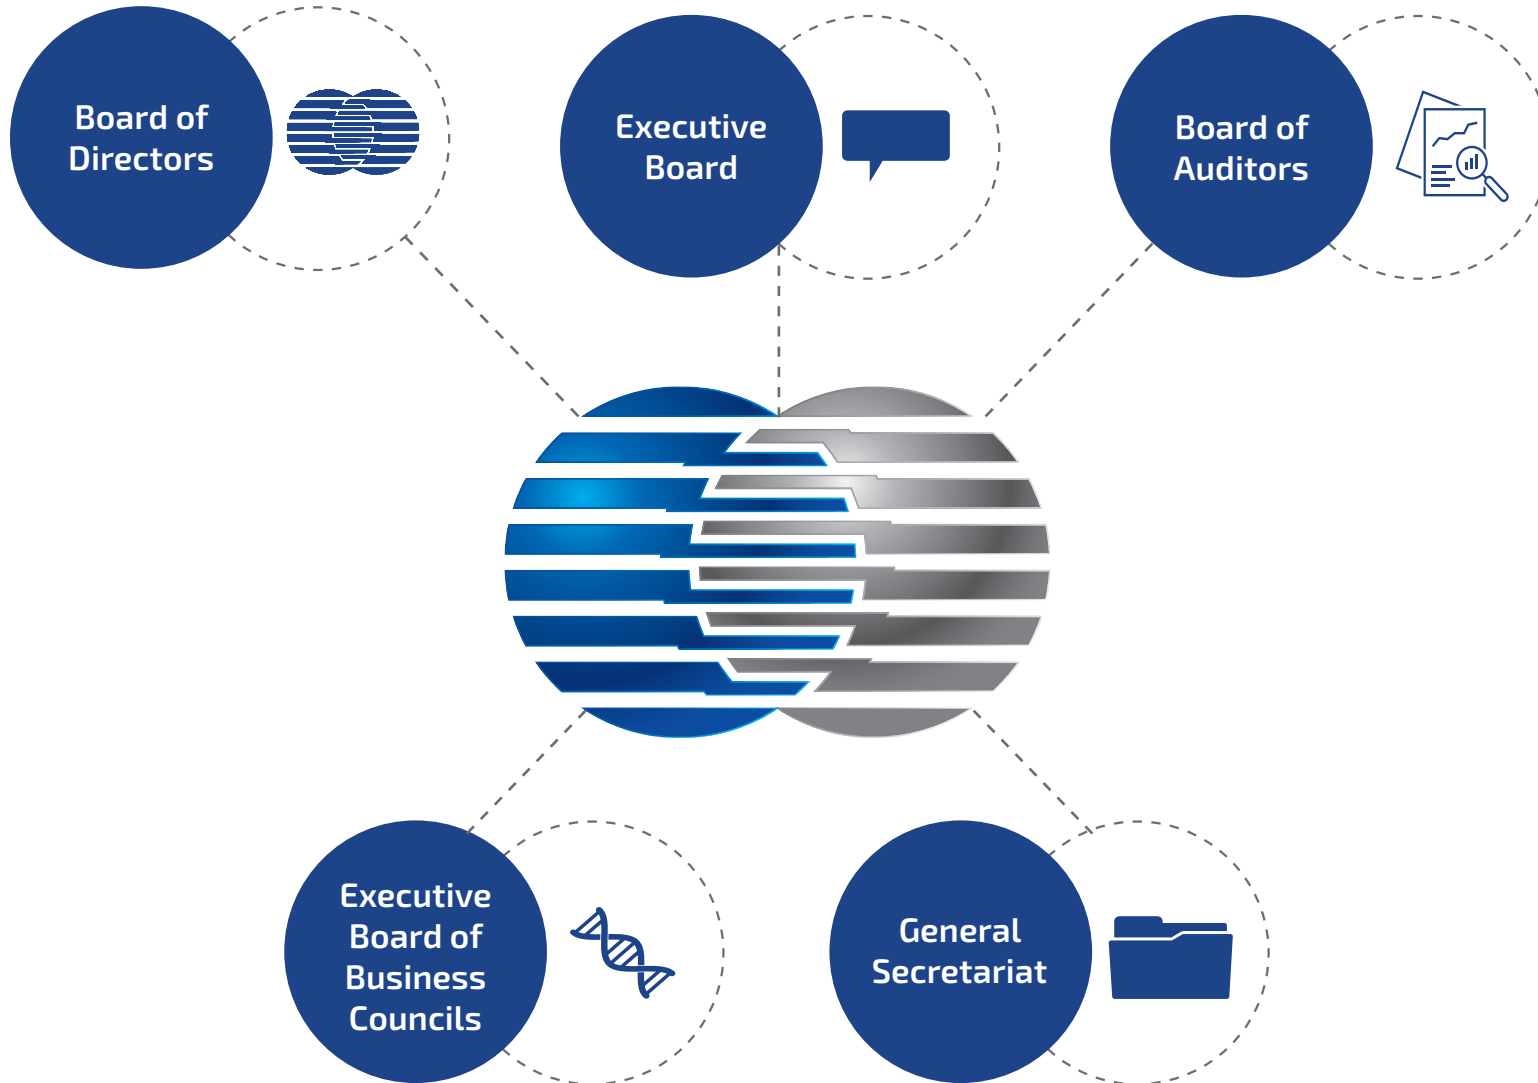 Board of
Directors
Executive
Board
Board of
Auditors
Executive
Board of
Business
Councils
General
Secretariat